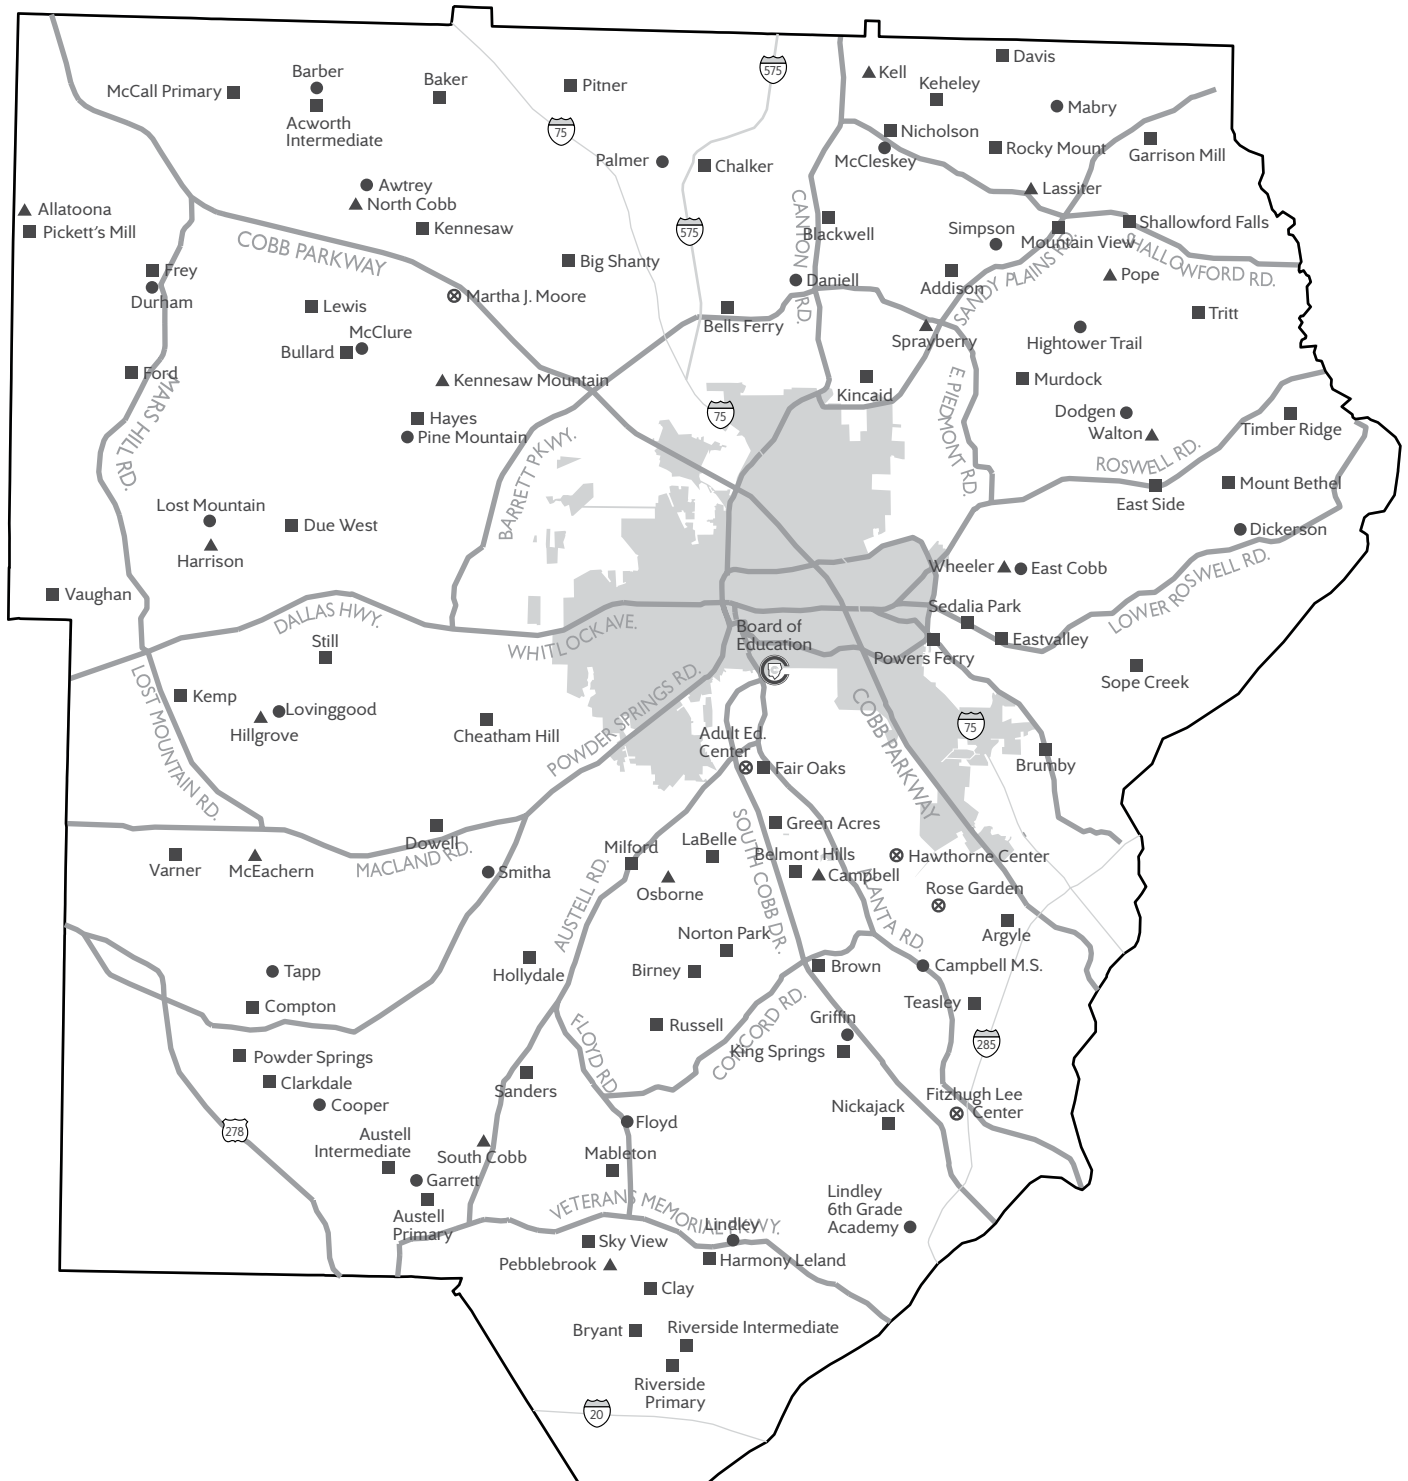 Davis
575
Kell
Barber
Baker
Pitner
Keheley
McCall Primary
Mabry
Acworth
Intermediate
75
Nicholson
Rocky Mount
Garrison Mill
Palmer
Chalker
McCleskey
Awtrey
Lassiter
Allatoona
North Cobb
Pickett's Mill
Kennesaw
575
CANTON RD.
Blackwell
Simpson
Mountain View
Shallowford Falls
COBB PARKWAY
SHALLOWFORD RD.
Frey
Big Shanty
Daniell
Addison
SANDY PLAINS RD.
Pope
Durham
Martha J. Moore
Lewis
Bells Ferry
Tritt
McClure
Sprayberry
Hightower Trail
Bullard
Ford
Kennesaw Mountain
Kincaid
Murdock
MARS HILL RD.
Hayes
75
E. PIEDMONT RD.
Dodgen
Pine Mountain
Walton
Timber Ridge
BARRETT PKWY.
ROSWELL RD.
Lost Mountain
Due West
East Side
Mount Bethel
Harrison
Dickerson
Wheeler
East Cobb
Vaughan
LOWER ROSWELL RD.
DALLAS HWY.
Sedalia Park
Still
WHITLOCK AVE.
Board of
Education
Eastvalley
Powers Ferry
Sope Creek
LOST MOUNTAIN RD.
Kemp
Lovinggood
Hillgrove
Cheatham Hill
POWDER SPRINGS RD.
COBB PARKWAY
75
Adult Ed.
Center
Fair Oaks
Brumby
SOUTH COBB DR.
Green Acres
Dowell
MACLAND RD.
Varner
McEachern
Smitha
Milford
LaBelle
Belmont Hills
Hawthorne Center
AUSTELL RD.
Osborne
Campbell
ATLANTA RD.
Rose Garden
Argyle
Norton Park
Tapp
Hollydale
Birney
Brown
Campbell M.S.
Compton
CONCORD RD.
Teasley
FLOYD RD.
Russell
Griffin
King Springs
285
Powder Springs
Clarkdale
Sanders
Cooper
Nickajack
Fitzhugh Lee
Center
278
Floyd
Austell
Intermediate
South Cobb
Mableton
Garrett
Lindley
6th Grade
Academy
Austell
Primary
VETERANS MEMORIAL PKWY.
Lindley
Sky View
Pebblebrook
Harmony Leland
Clay
Bryant
Riverside Intermediate
Riverside
Primary
20